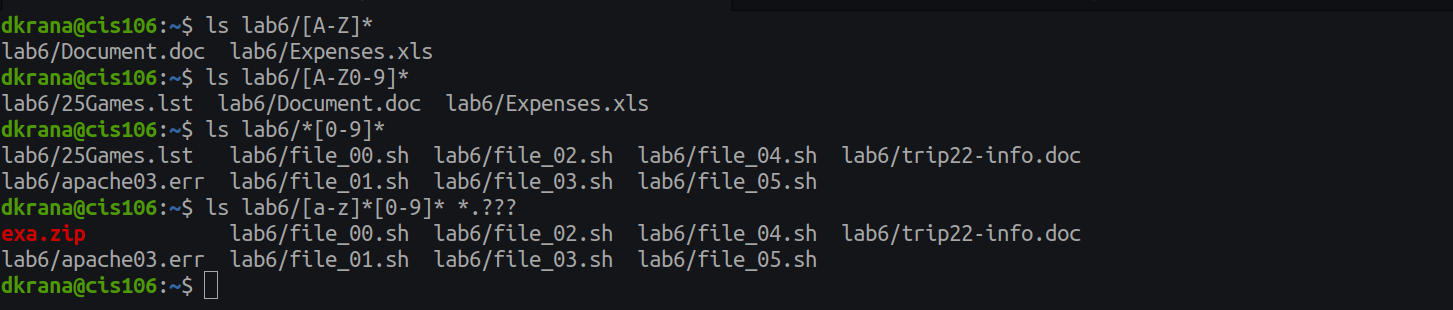 dkrana@cis106:~$ ls lab6/[A-Z]*
lab6/Document.doc  lab6/Expenses.xls
dkrana@cis106:~$ ls lab6/[A-Z0-9]*
lab6/25Games.lst  lab6/Document.doc  lab6/Expenses.xls
dkrana@cis106:~$ ls lab6/*[0-9]*
lab6/25Games.lst   lab6/file_00.sh  lab6/file_02.sh  lab6/file_04.sh  lab6/trip22-info.doc
lab6/apache03.err  lab6/file_01.sh  lab6/file_03.sh  lab6/file_05.sh
dkrana@cis106:~$ ls lab6/[a-z]*[0-9]* *.???
exa.zip            lab6/file_00.sh  lab6/file_02.sh  lab6/file_04.sh  lab6/trip22-info.doc
lab6/apache03.err  lab6/file_01.sh  lab6/file_03.sh  lab6/file_05.sh
dkrana@cis106:~$